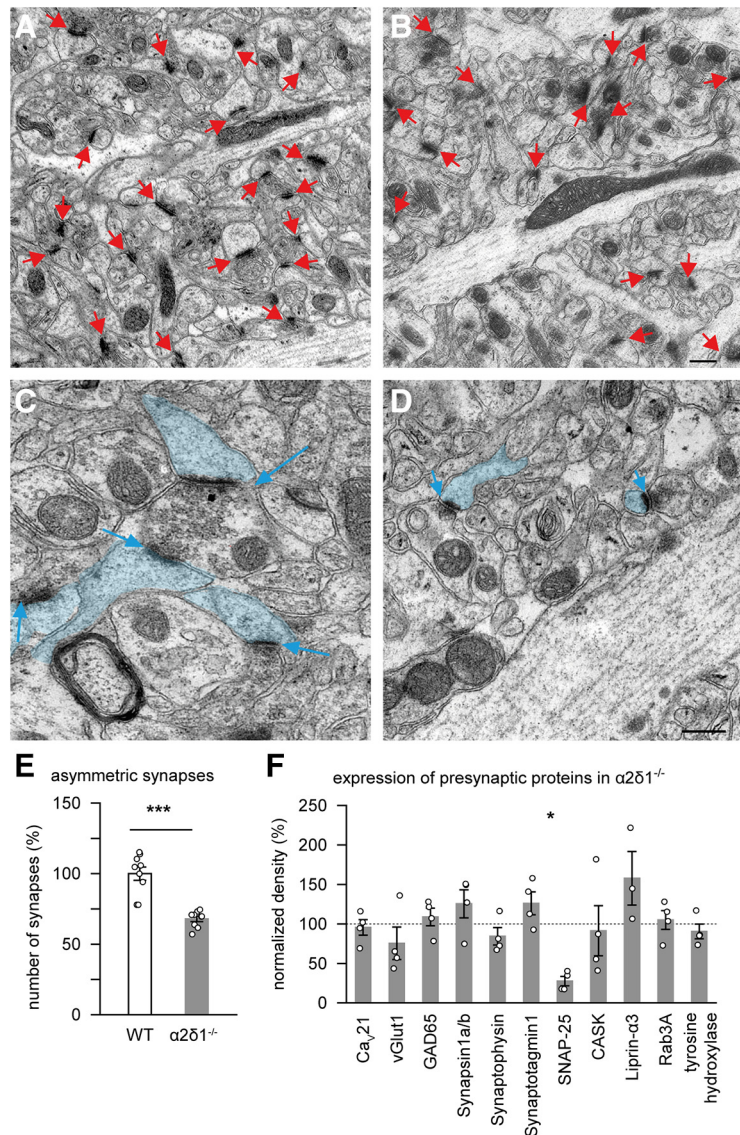 A
B
C
D
E
asymmetric synapses
number of synapses (%)
150
100
50
0
***
WT
α2δ1-/-
F
expression of presynaptic proteins in α2δ1-/-
normalized density (%)
250
200
150
100
50
0
*
CaV21
vGlut1
GAD65
Synapsin1a/b
Synaptophysin
Synaptotagmin1
SNAP-25
CASK
Liprin-α3
Rab3A
tyrosine
hydroxylase